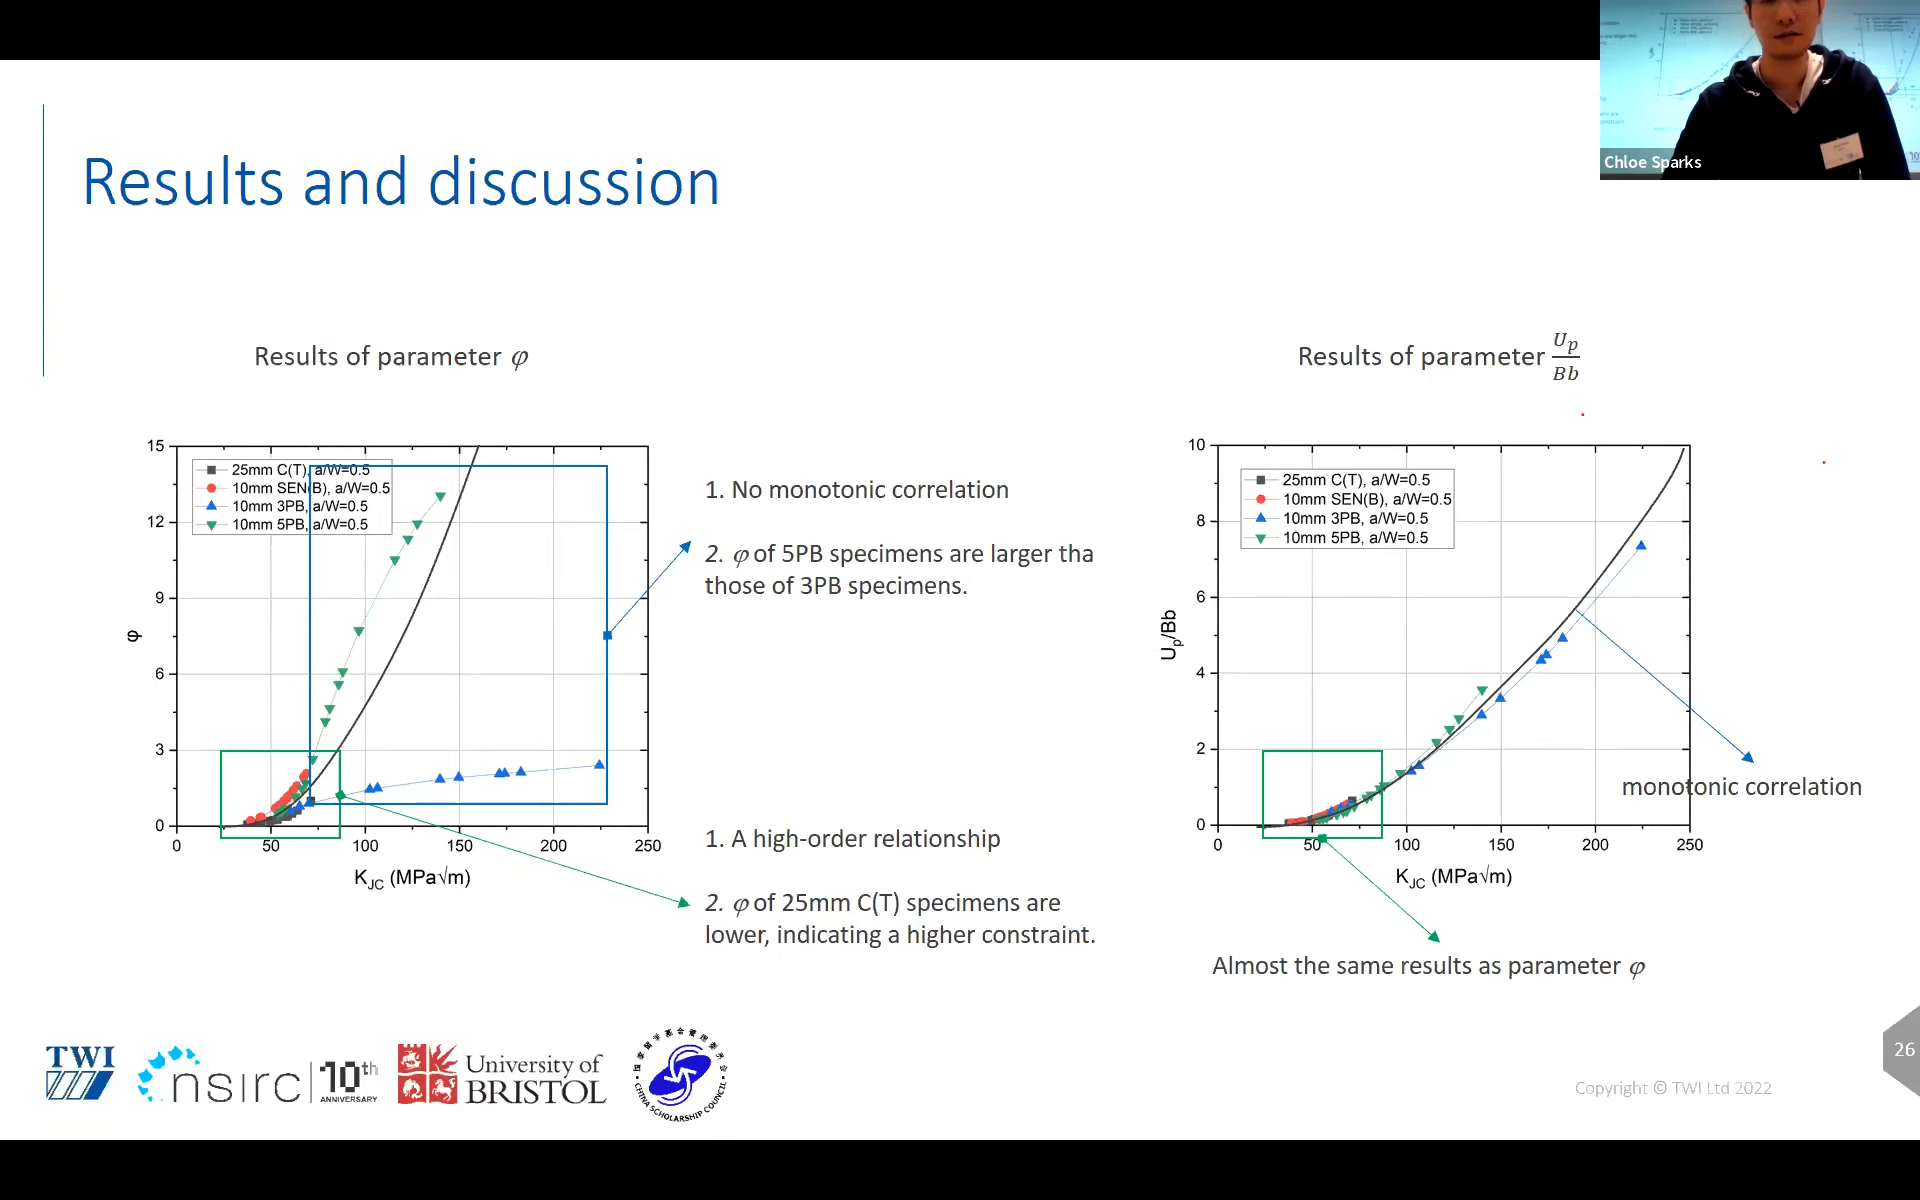 Chloe Sparks
Results and discussion
Results of parameter φ
15
12
9
6
3
0
φ
25mm C(T), a/W=0.5
10mm SEN(B), a/W=0.5
10mm 3PB, a/W=0.5
10mm 5PB, a/W=0.5
0 50 100 150 200 250
K_JC (MPa√m)
1. No monotonic correlation
2. φ of 5PB specimens are larger tha
those of 3PB specimens.
1. A high-order relationship
2. φ of 25mm C(T) specimens are
lower, indicating a higher constraint.
Results of parameter U_p/Bb
10
8
6
4
2
0
U_p/Bb
25mm C(T), a/W=0.5
10mm SEN(B), a/W=0.5
10mm 3PB, a/W=0.5
10mm 5PB, a/W=0.5
0 50 100 150 200 250
K_JC (MPa√m)
monotonic correlation
Almost the same results as parameter φ
TWI
nsirc 10th
ANNIVERSARY
University of
BRISTOL
CHINA SCHOLARSHIP COUNCIL
26
Copyright © TWI Ltd 2022